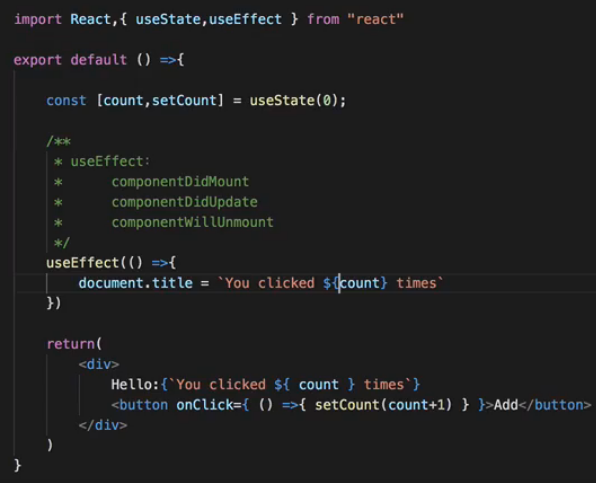 import React,{ useState,useEffect } from "react"
export default () =>{
const [count,setCount] = useState(0);
/**
* useEffect:
* componentDidMount
* componentDidUpdate
* componentWillUnmount
*/
useEffect(() =>{
document.title = `You clicked ${count} times`
})
return(
<div>
Hello:{`You clicked ${ count } times`}
<button onClick={ () =>{ setCount(count+1) } }>Add</button>
</div>
)
}